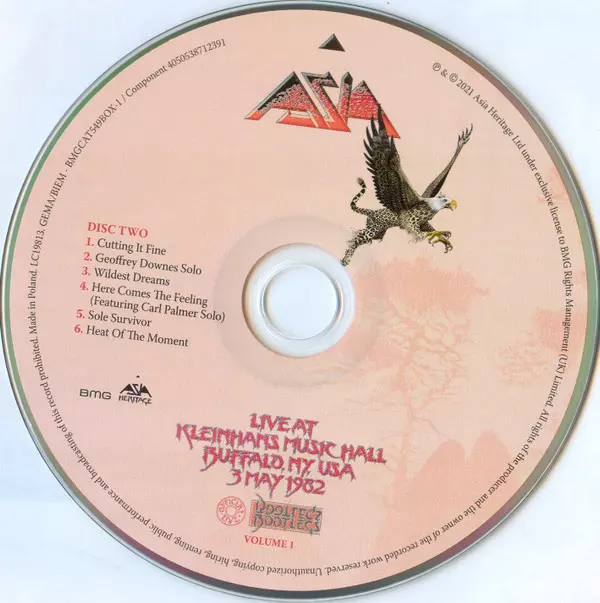 ASIA
DISC TWO
1. Cutting It Fine
2. Geoffrey Downes Solo
3. Wildest Dreams
4. Here Comes The Feeling
(Featuring Carl Palmer Solo)
5. Sole Survivor
6. Heat Of The Moment
BMG
ASIA
HERITAGE
LIVE AT
KLEINHANS MUSIC HALL
BUFFALO, NY, USA
3 MAY 1982
OFFICIAL
BOOTLEGS
VOLUME 1
℗ & © 2021 Asia Heritage Ltd under exclusive license to BMG Rights Management (UK) Limited. All rights of the producer and the owner of the recorded work reserved. Unauthorized copying, hiring, renting, public performance and broadcasting of this record prohibited. Made in Poland. LC19813. GEMA/BIEM - BMGCAT549BOX-1 / Component 4050538712391